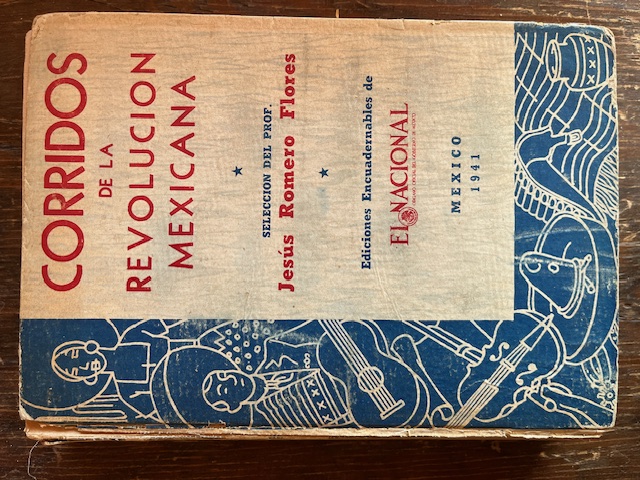 CORRIDOS
DE LA
REVOLUCION
MEXICANA
SELECCION DEL PROF.
Jesús Romero Flores
Ediciones Encuadernables de
EL NACIONAL
MEXICO
1941